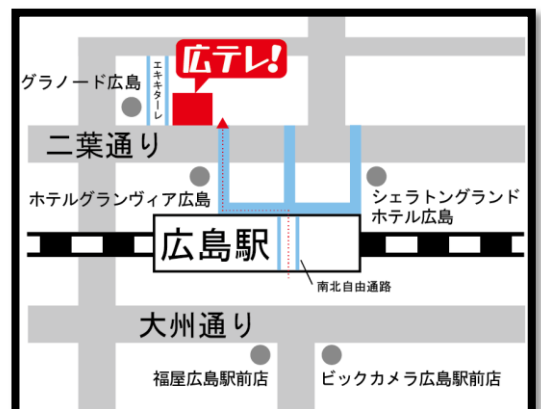 広テレ!
エキキターレ
グラノード広島
二葉通り
ホテルグランヴィア広島
シェラトングランド
ホテル広島
広島駅
南北自由通路
大州通り
福屋広島駅前店
ビックカメラ広島駅前店